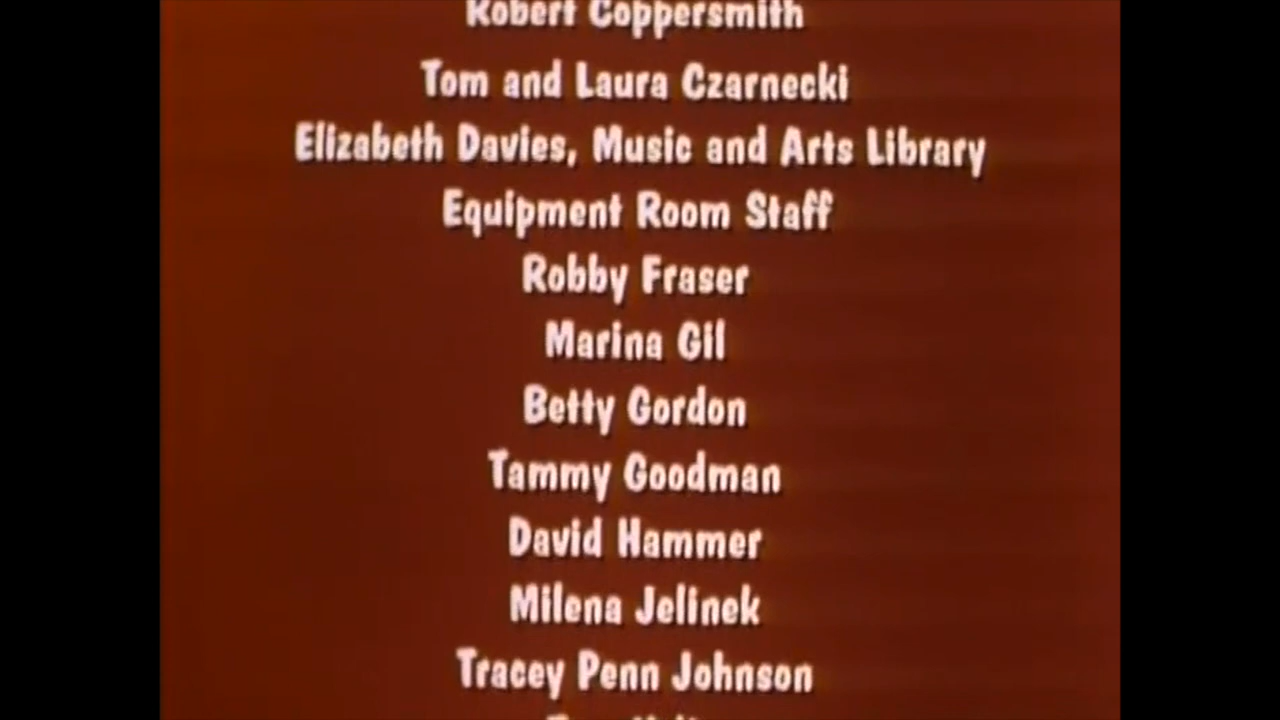 Robert Coppersmith
Tom and Laura Czarnecki
Elizabeth Davies, Music and Arts Library
Equipment Room Staff
Robby Fraser
Marina Gil
Betty Gordon
Tammy Goodman
David Hammer
Milena Jelinek
Tracey Penn Johnson